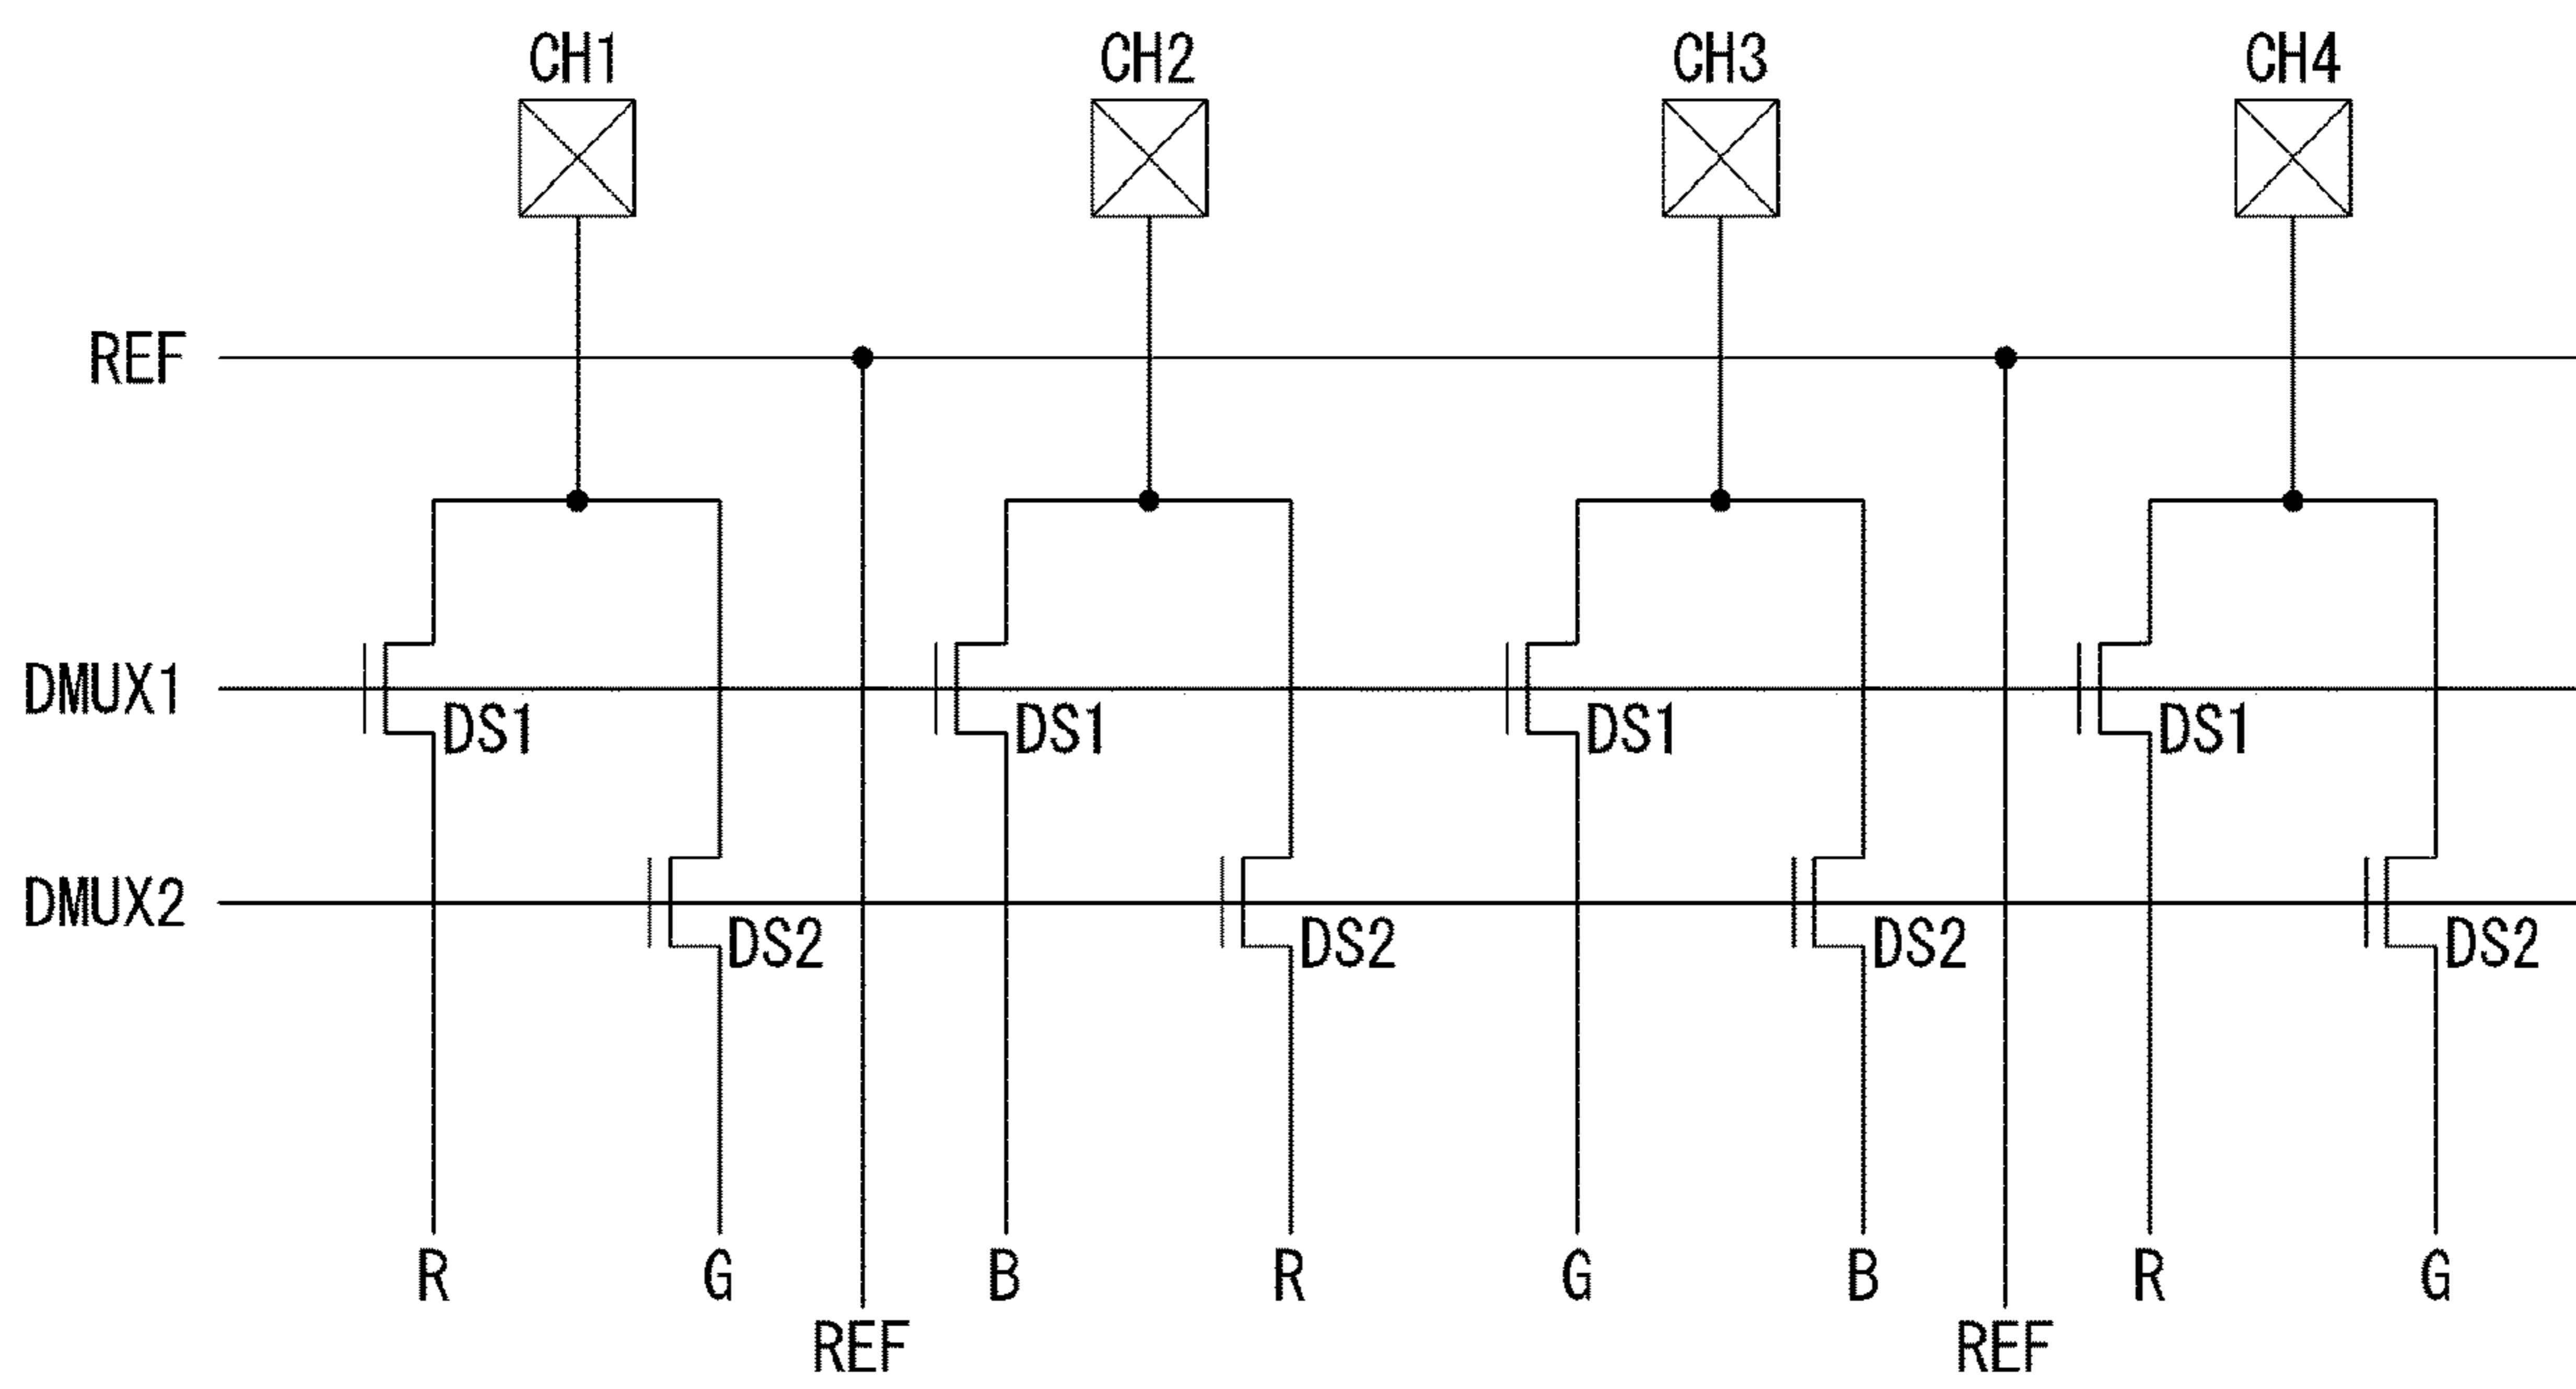 CH1 CH2 CH3 CH4
REF
DMUX1
DS1 DS1 DS1 DS1
DMUX2
DS2 DS2 DS2 DS2
R G B R G B R G
REF REF